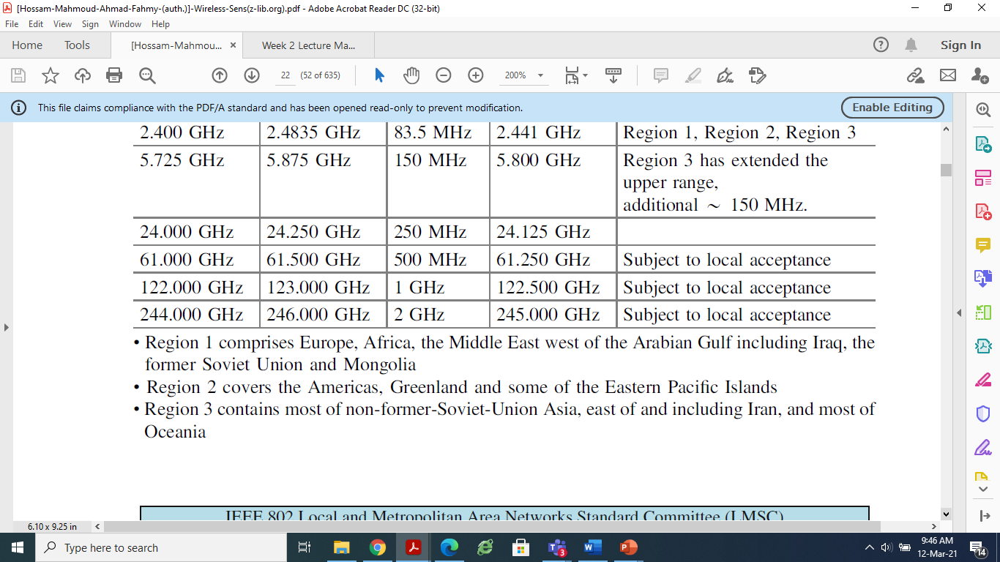 [Hossam-Mahmoud-Ahmad-Fahmy-(auth.)]-Wireless-Sens(z-lib.org).pdf - Adobe Acrobat Reader DC (32-bit)
File Edit View Sign Window Help
Home Tools [Hossam-Mahmou... × Week 2 Lecture Ma... Sign In
22 (52 of 635) 200%
This file claims compliance with the PDF/A standard and has been opened read-only to prevent modification. Enable Editing
2.400 GHz 2.4835 GHz 83.5 MHz 2.441 GHz Region 1, Region 2, Region 3
5.725 GHz 5.875 GHz 150 MHz 5.800 GHz Region 3 has extended the
upper range,
additional ~ 150 MHz.
24.000 GHz 24.250 GHz 250 MHz 24.125 GHz
61.000 GHz 61.500 GHz 500 MHz 61.250 GHz Subject to local acceptance
122.000 GHz 123.000 GHz 1 GHz 122.500 GHz Subject to local acceptance
244.000 GHz 246.000 GHz 2 GHz 245.000 GHz Subject to local acceptance
• Region 1 comprises Europe, Africa, the Middle East west of the Arabian Gulf including Iraq, the
former Soviet Union and Mongolia
• Region 2 covers the Americas, Greenland and some of the Eastern Pacific Islands
• Region 3 contains most of non-former-Soviet-Union Asia, east of and including Iran, and most of
Oceania
IEEE 802 Local and Metropolitan Area Networks Standard Committee (LMSC)
6.10 x 9.25 in
Type here to search
9:46 AM
12-Mar-21
3
14